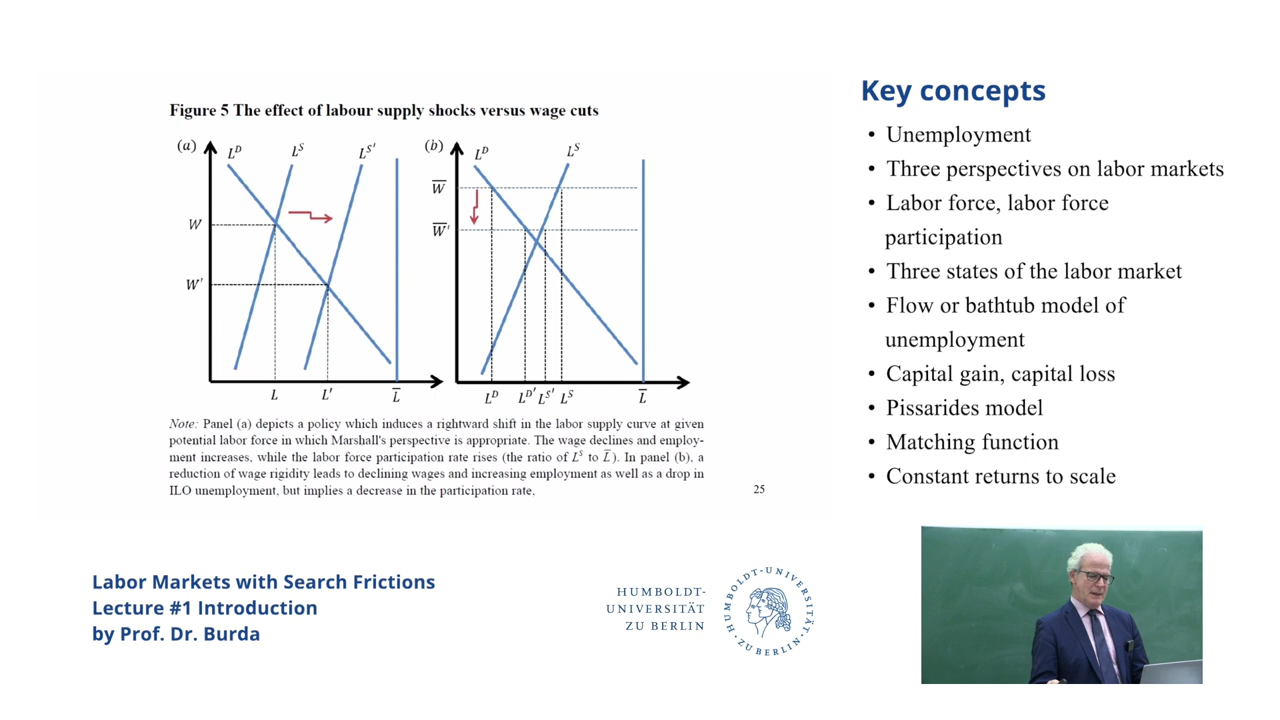 Figure 5 The effect of labour supply shocks versus wage cuts
(a)
L^D
L^S
L^S'
W
W'
L
L'
L̅
(b)
L^D
L^S
W̅
W̅'
L^D
L^D'
L^S'
L^S
L̅
Note: Panel (a) depicts a policy which induces a rightward shift in the labor supply curve at given
potential labor force in which Marshall's perspective is appropriate. The wage declines and employ-
ment increases, while the labor force participation rate rises (the ratio of L^S to L̅). In panel (b), a
reduction of wage rigidity leads to declining wages and increasing employment as well as a drop in
ILO unemployment, but implies a decrease in the participation rate,
25
Key concepts
• Unemployment
• Three perspectives on labor markets
• Labor force, labor force
participation
• Three states of the labor market
• Flow or bathtub model of
unemployment
• Capital gain, capital loss
• Pissarides model
• Matching function
• Constant returns to scale
Labor Markets with Search Frictions
Lecture #1 Introduction
by Prof. Dr. Burda
HUMBOLDT-
UNIVERSITÄT
ZU BERLIN
HUMBOLDT-UNIVERSITÄT
· ZU BERLIN ·